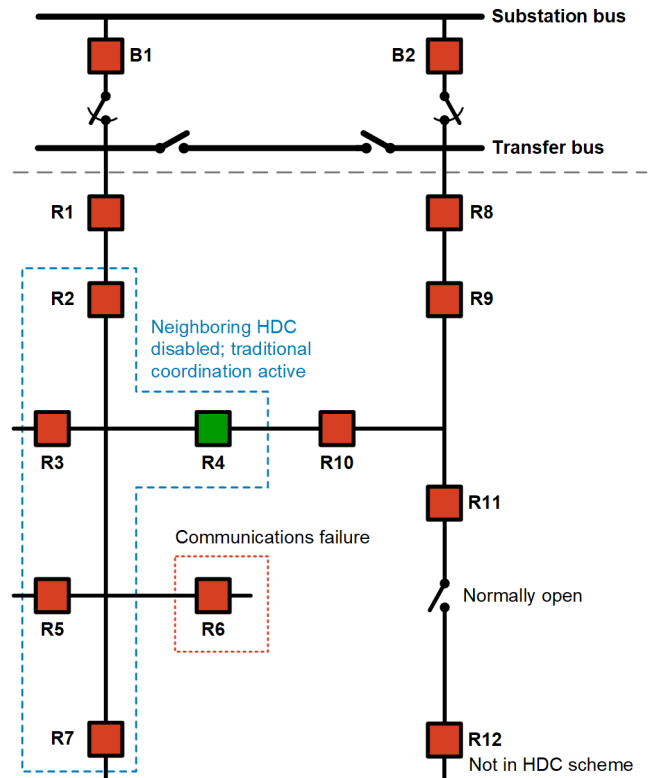 Substation bus
B1
B2
Transfer bus
R1
R8
R2
R9
Neighboring HDC
disabled; traditional
coordination active
R3
R4
R10
R11
Communications failure
Normally open
R5
R6
R7
R12
Not in HDC scheme